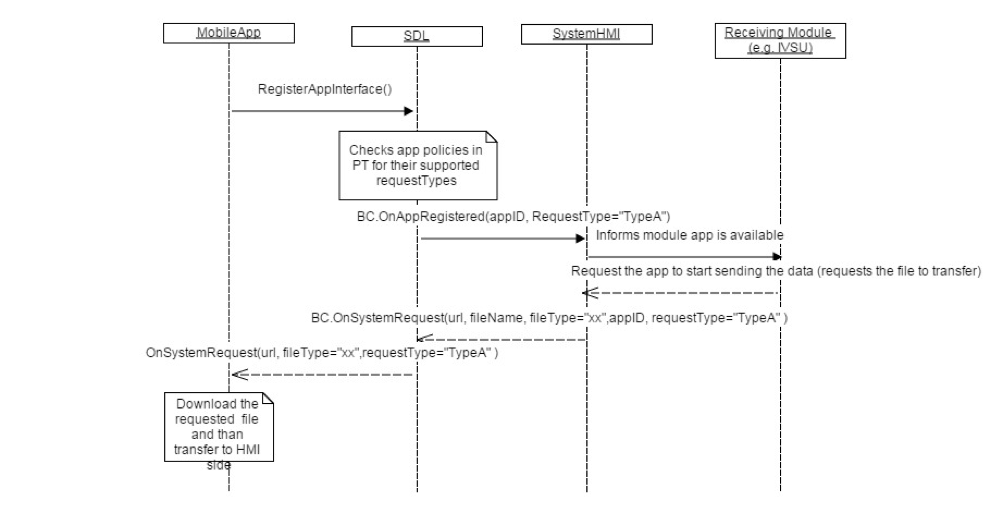 MobileApp
SDL
SystemHMI
Receiving Module
(e.g. IVSU)
RegisterAppInterface()
Checks app policies in
PT for their supported
requestTypes
BC.OnAppRegistered(appID, RequestType="TypeA")
Informs module app is available
Request the app to start sending the data (requests the file to transfer)
BC.OnSystemRequest(url, fileName, fileType="xx",appID, requestType="TypeA" )
OnSystemRequest(url, fileType="xx",requestType="TypeA" )
Download the
requested file
and than
transfer to HMI
side